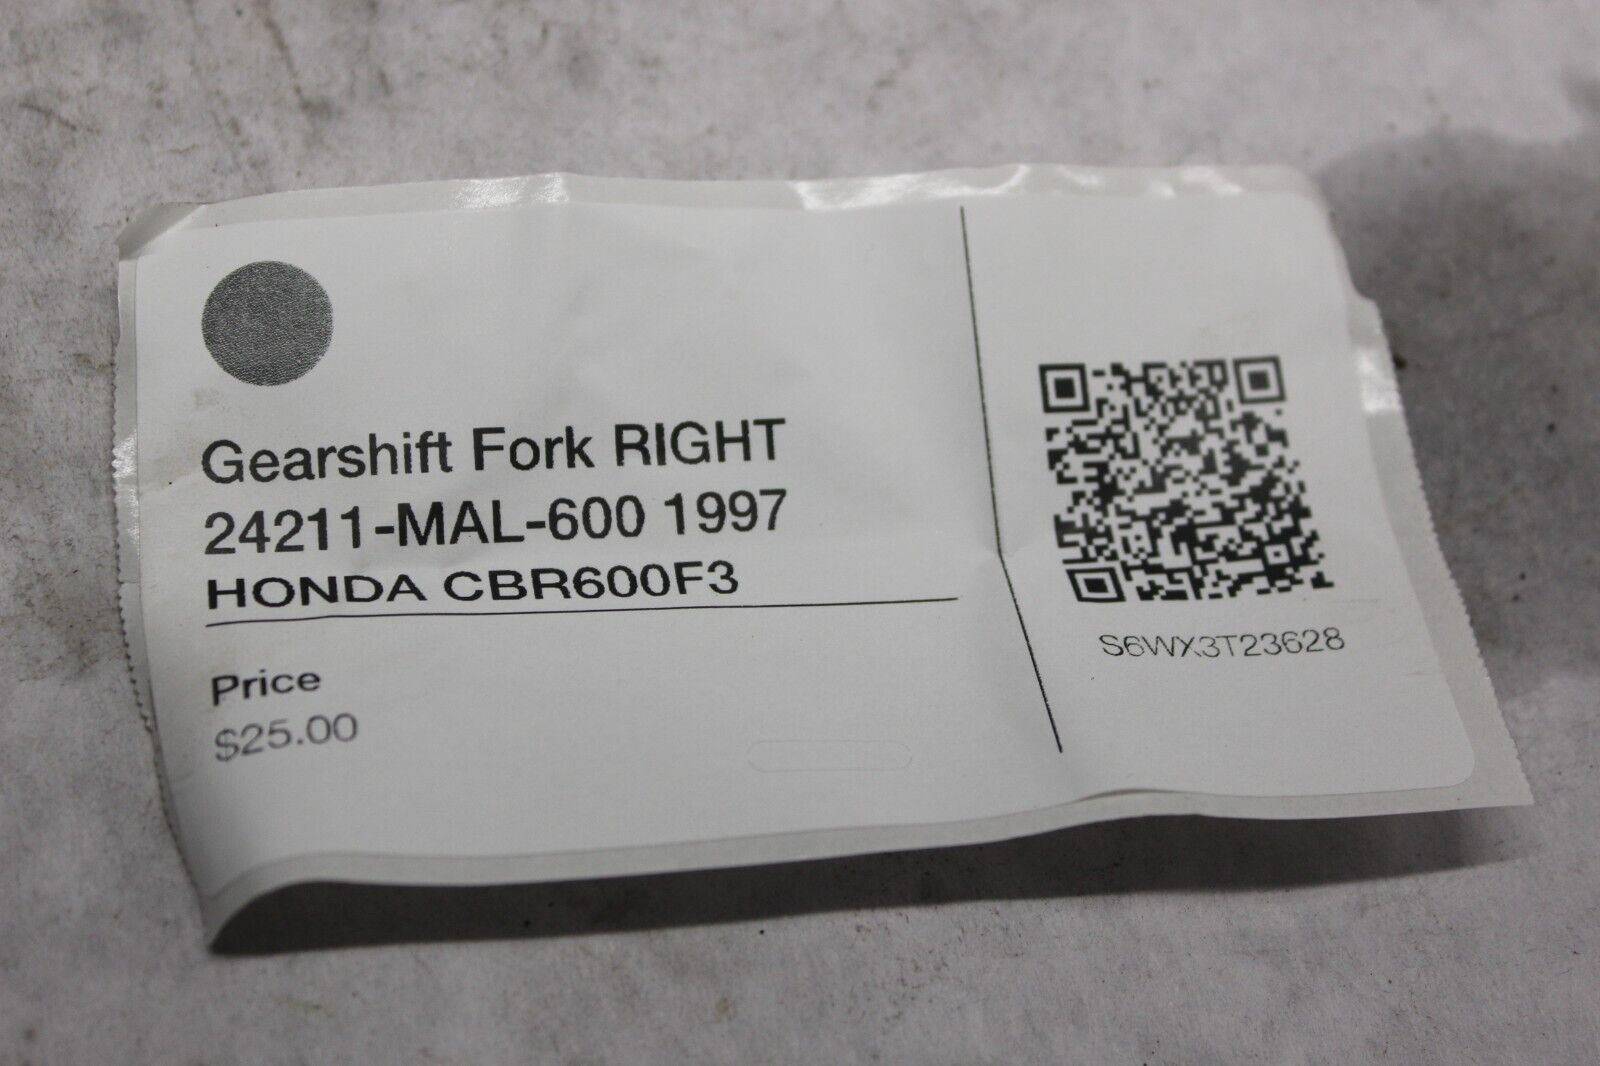 Gearshift Fork RIGHT
24211-MAL-600 1997
HONDA CBR600F3
Price
$25.00
S6WX3T23628